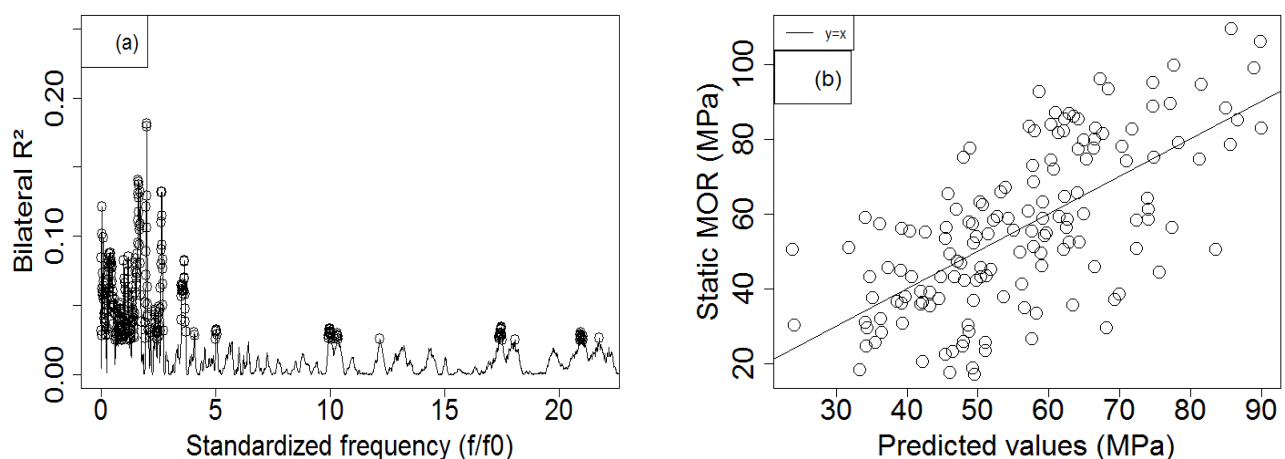 (a)
Bilateral R²
0.20
0.10
0.00
0 5 10 15 20
Standardized frequency (f/f0)
y=x
(b)
Static MOR (MPa)
100
80
60
40
20
30 40 50 60 70 80 90
Predicted values (MPa)